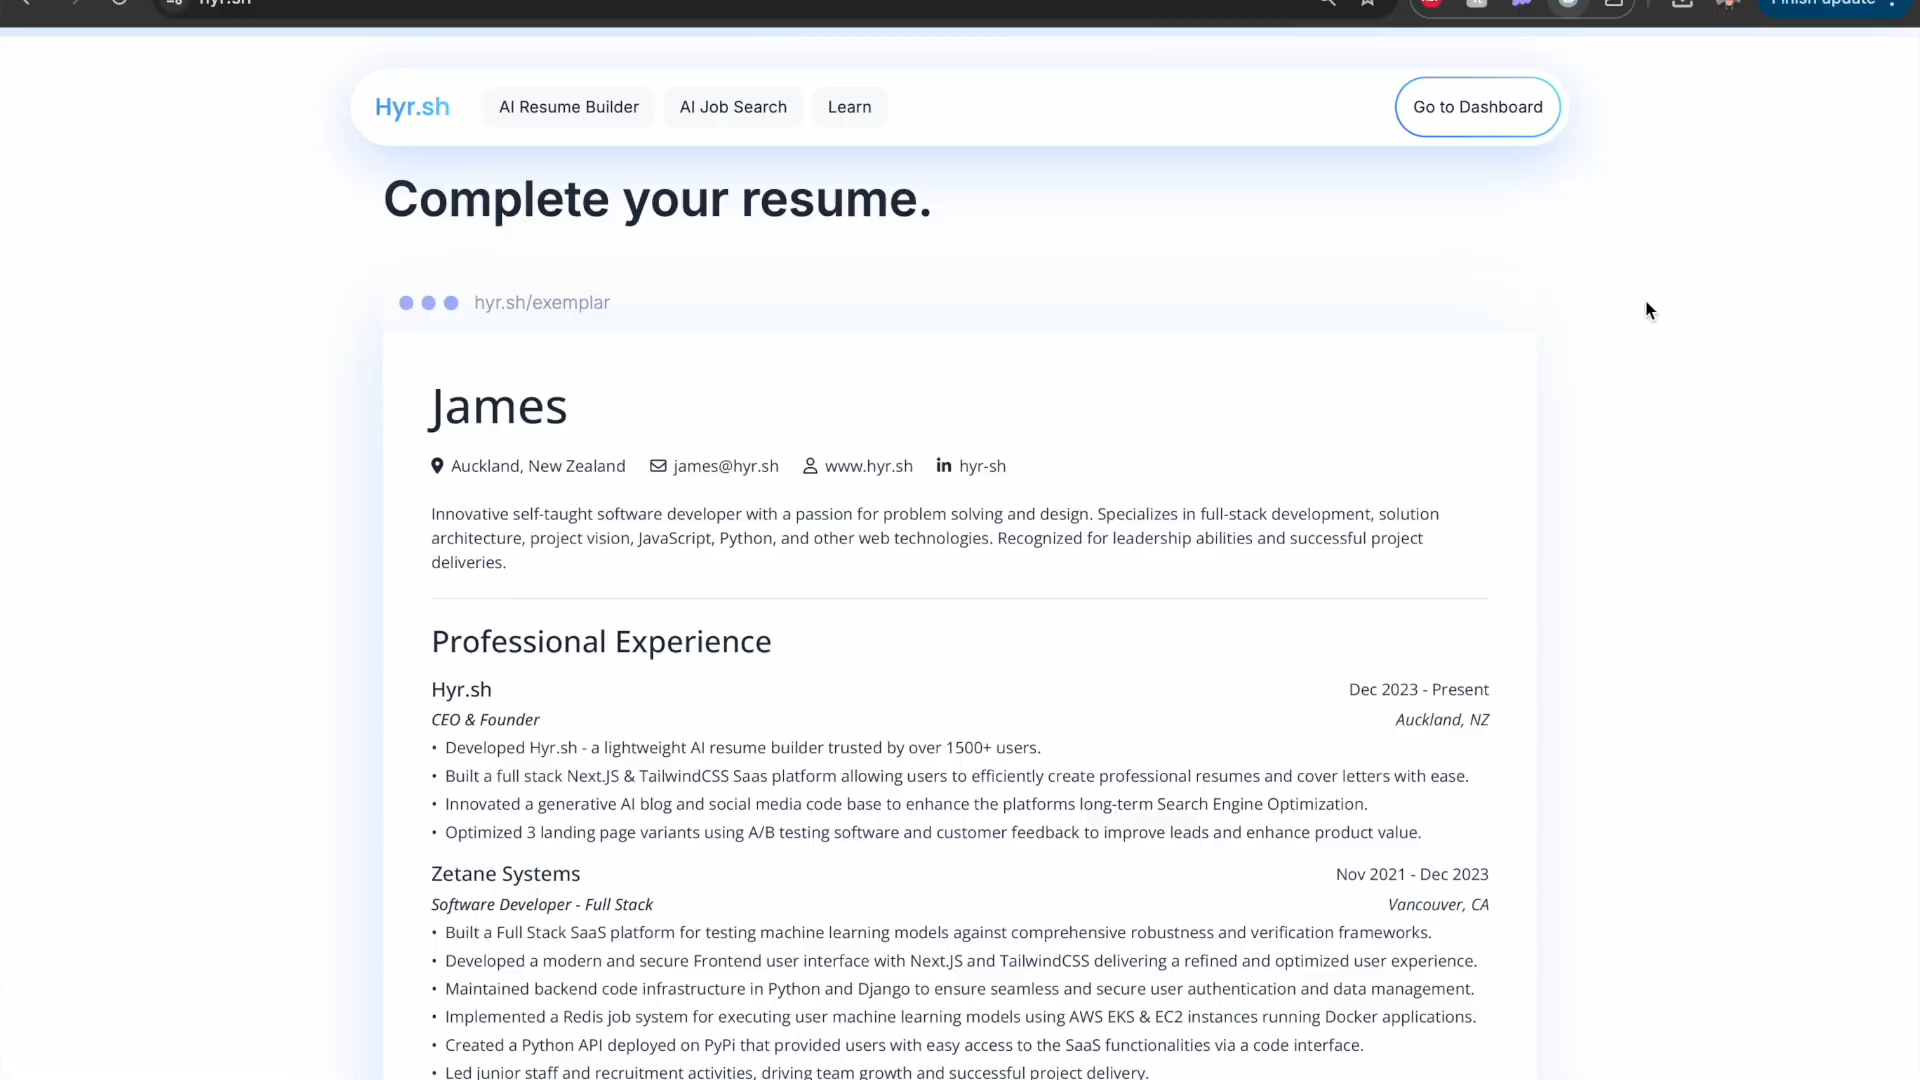 hyr.sh
Finish update
Hyr.sh
AI Resume Builder
AI Job Search
Learn
Go to Dashboard
Complete your resume.
hyr.sh/exemplar
James
Auckland, New Zealand james@hyr.sh www.hyr.sh hyr-sh
Innovative self-taught software developer with a passion for problem solving and design. Specializes in full-stack development, solution
architecture, project vision, JavaScript, Python, and other web technologies. Recognized for leadership abilities and successful project
deliveries.
Professional Experience
Hyr.sh Dec 2023 - Present
CEO & Founder Auckland, NZ
• Developed Hyr.sh - a lightweight AI resume builder trusted by over 1500+ users.
• Built a full stack Next.JS & TailwindCSS Saas platform allowing users to efficiently create professional resumes and cover letters with ease.
• Innovated a generative AI blog and social media code base to enhance the platforms long-term Search Engine Optimization.
• Optimized 3 landing page variants using A/B testing software and customer feedback to improve leads and enhance product value.
Zetane Systems Nov 2021 - Dec 2023
Software Developer - Full Stack Vancouver, CA
• Built a Full Stack SaaS platform for testing machine learning models against comprehensive robustness and verification frameworks.
• Developed a modern and secure Frontend user interface with Next.JS and TailwindCSS delivering a refined and optimized user experience.
• Maintained backend code infrastructure in Python and Django to ensure seamless and secure user authentication and data management.
• Implemented a Redis job system for executing user machine learning models using AWS EKS & EC2 instances running Docker applications.
• Created a Python API deployed on PyPi that provided users with easy access to the SaaS functionalities via a code interface.
• Led junior staff and recruitment activities, driving team growth and successful project delivery.